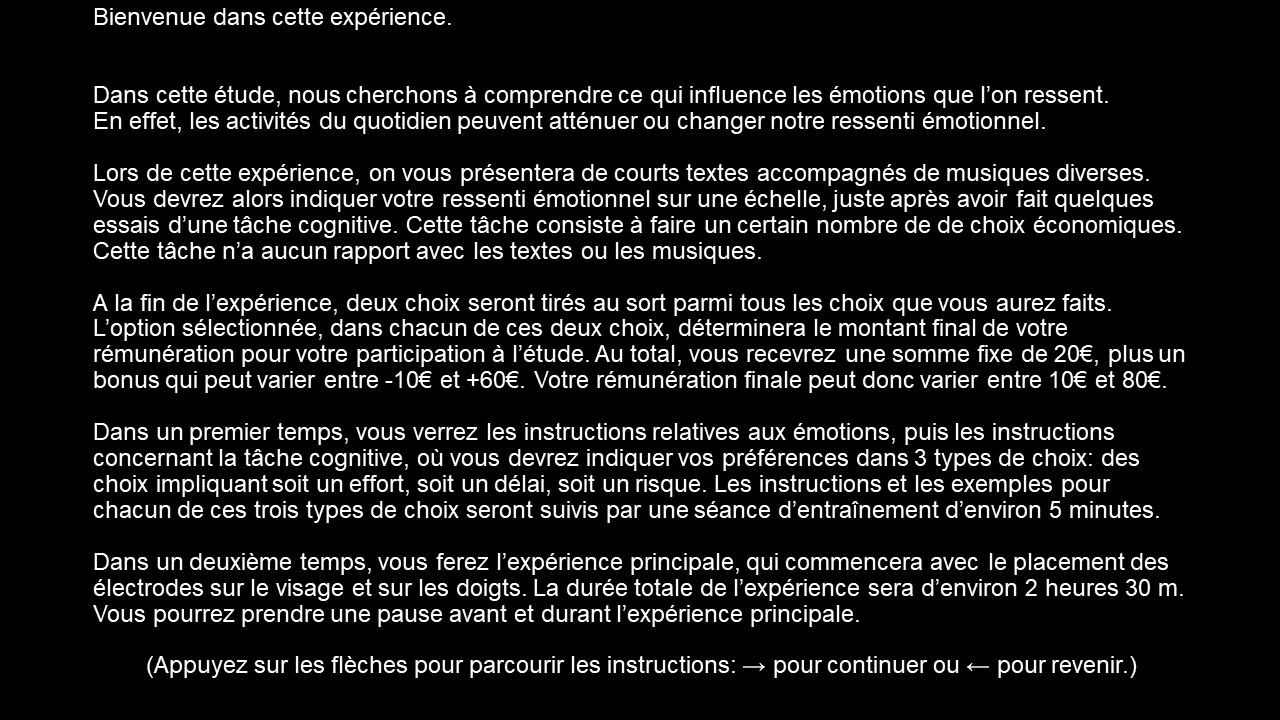 Bienvenue dans cette expérience.
Dans cette étude, nous cherchons à comprendre ce qui influence les émotions que l’on ressent.
En effet, les activités du quotidien peuvent atténuer ou changer notre ressenti émotionnel.
Lors de cette expérience, on vous présentera de courts textes accompagnés de musiques diverses.
Vous devrez alors indiquer votre ressenti émotionnel sur une échelle, juste après avoir fait quelques
essais d’une tâche cognitive. Cette tâche consiste à faire un certain nombre de de choix économiques.
Cette tâche n’a aucun rapport avec les textes ou les musiques.
A la fin de l’expérience, deux choix seront tirés au sort parmi tous les choix que vous aurez faits.
L’option sélectionnée, dans chacun de ces deux choix, déterminera le montant final de votre
rémunération pour votre participation à l’étude. Au total, vous recevrez une somme fixe de 20€, plus un
bonus qui peut varier entre -10€ et +60€. Votre rémunération finale peut donc varier entre 10€ et 80€.
Dans un premier temps, vous verrez les instructions relatives aux émotions, puis les instructions
concernant la tâche cognitive, où vous devrez indiquer vos préférences dans 3 types de choix: des
choix impliquant soit un effort, soit un délai, soit un risque. Les instructions et les exemples pour
chacun de ces trois types de choix seront suivis par une séance d’entraînement d’environ 5 minutes.
Dans un deuxième temps, vous ferez l’expérience principale, qui commencera avec le placement des
électrodes sur le visage et sur les doigts. La durée totale de l’expérience sera d’environ 2 heures 30 m.
Vous pourrez prendre une pause avant et durant l’expérience principale.
(Appuyez sur les flèches pour parcourir les instructions: → pour continuer ou ← pour revenir.)